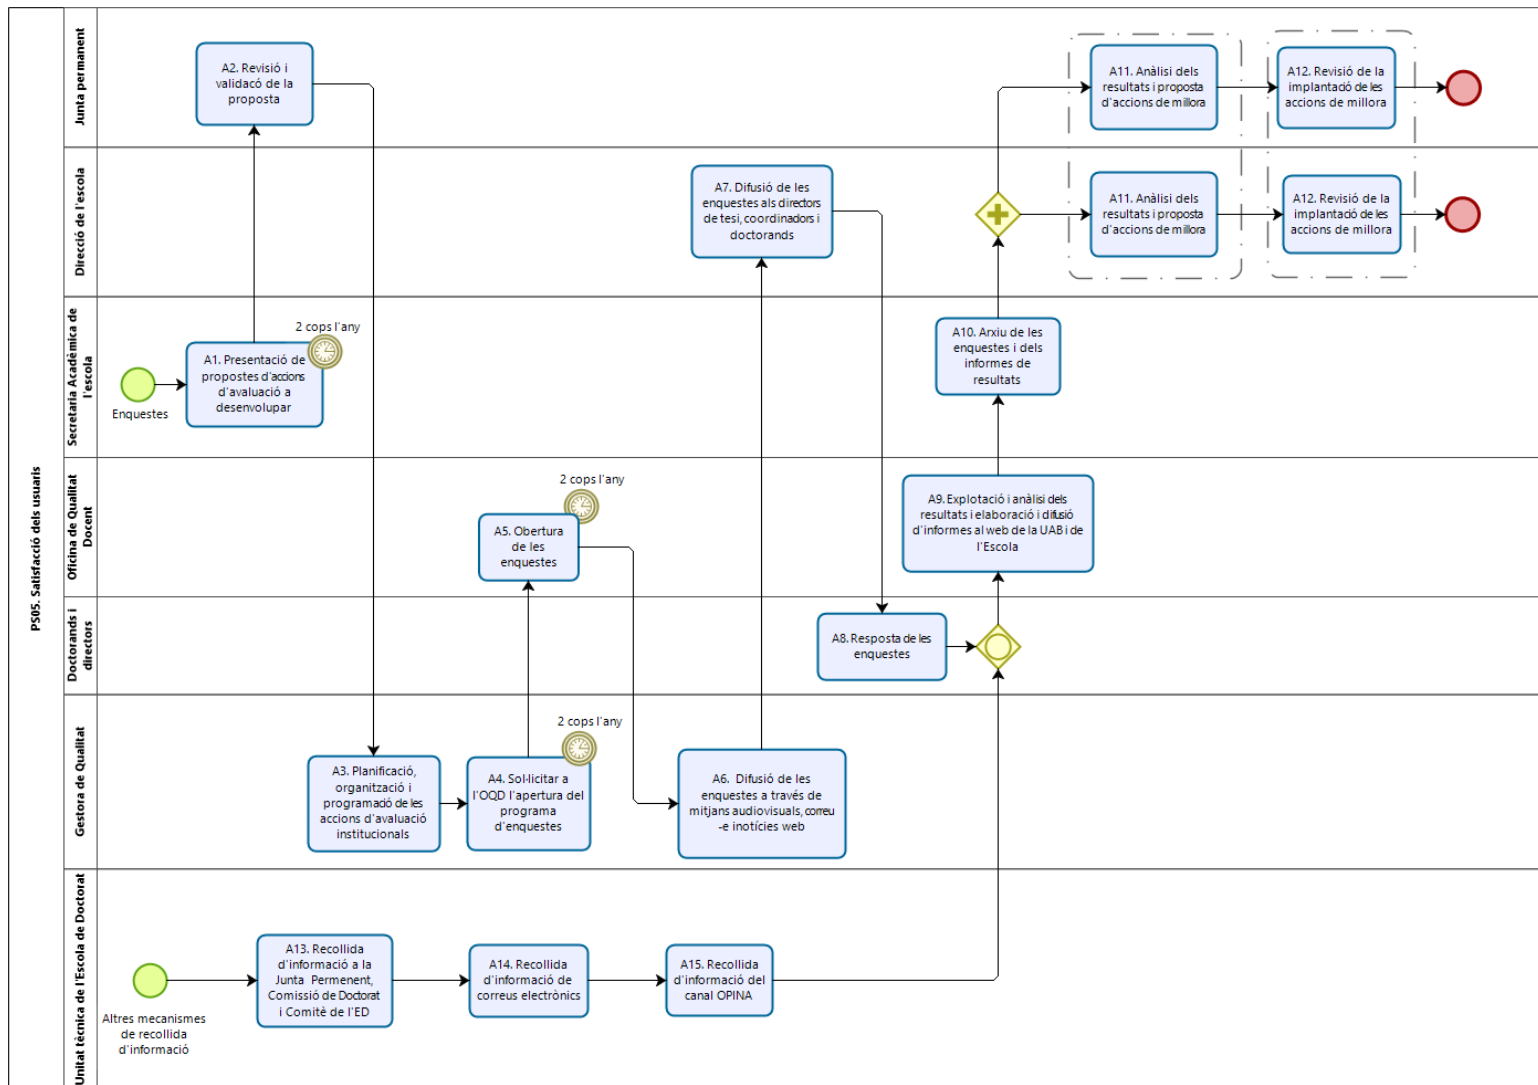 PS05. Satisfacció dels usuaris
Junta permanent
A2. Revisió i
validacó de la
proposta
A11. Anàlisi dels
resultats i proposta
d'accions de millora
A12. Revisió de la
implantació de les
accions de millora
Direcció de l'escola
A7. Difusió de les
enquestes als directors
de tesi, coordinadors i
doctorands
A11. Anàlisi dels
resultats i proposta
d'accions de millora
A12. Revisió de la
implantació de les
accions de millora
Secretaria Acadèmica de
l'escola
Enquestes
2 cops l'any
A1. Presentació de
propostes d'accions
d'avaluació a
desenvolupar
A10. Arxiu de les
enquestes i dels
informes de
resultats
Oficina de Qualitat
Docent
2 cops l'any
A5. Obertura
de les
enquestes
A9. Explotació i anàlisi dels
resultats i elaboració i difusió
d'informes al web de la UAB i de
l'Escola
Doctorands i
directors
A8. Resposta de les
enquestes
Gestora de Qualitat
A3. Planificació,
organització i
programació de les
accions d'avaluació
institucionals
2 cops l'any
A4. Sol·licitar a
l'OQD l'apertura del
programa
d'enquestes
A6. Difusió de les
enquestes a través de
mitjans audiovisuals, correu
-e i notícies web
Unitat tècnica de l'Escola de Doctorat
Altres mecanismes
de recollida
d'informació
A13. Recollida
d'informació a la
Junta Permenent,
Comissió de Doctorat
i Comitè de l'ED
A14. Recollida
d'informació de
correus electrònics
A15. Recollida
d'informació del
canal OPINA